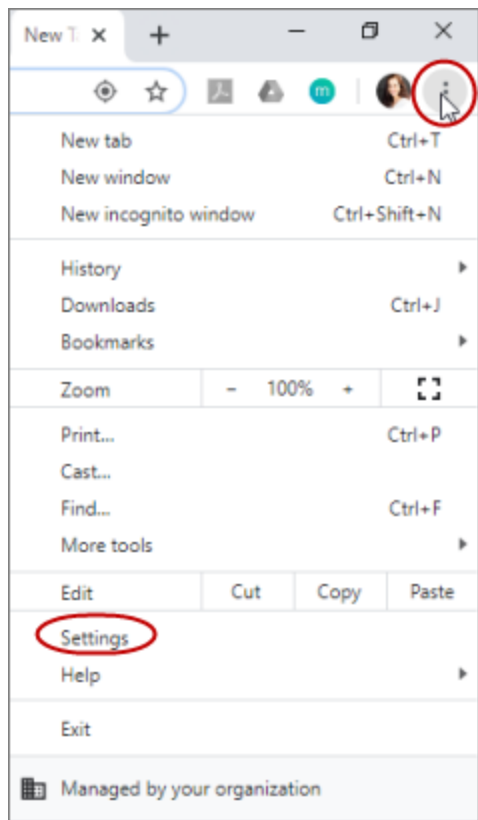 New T
m
New tab Ctrl+T
New window Ctrl+N
New incognito window Ctrl+Shift+N
History
Downloads Ctrl+J
Bookmarks
Zoom - 100% +
Print... Ctrl+P
Cast...
Find... Ctrl+F
More tools
Edit Cut Copy Paste
Settings
Help
Exit
Managed by your organization